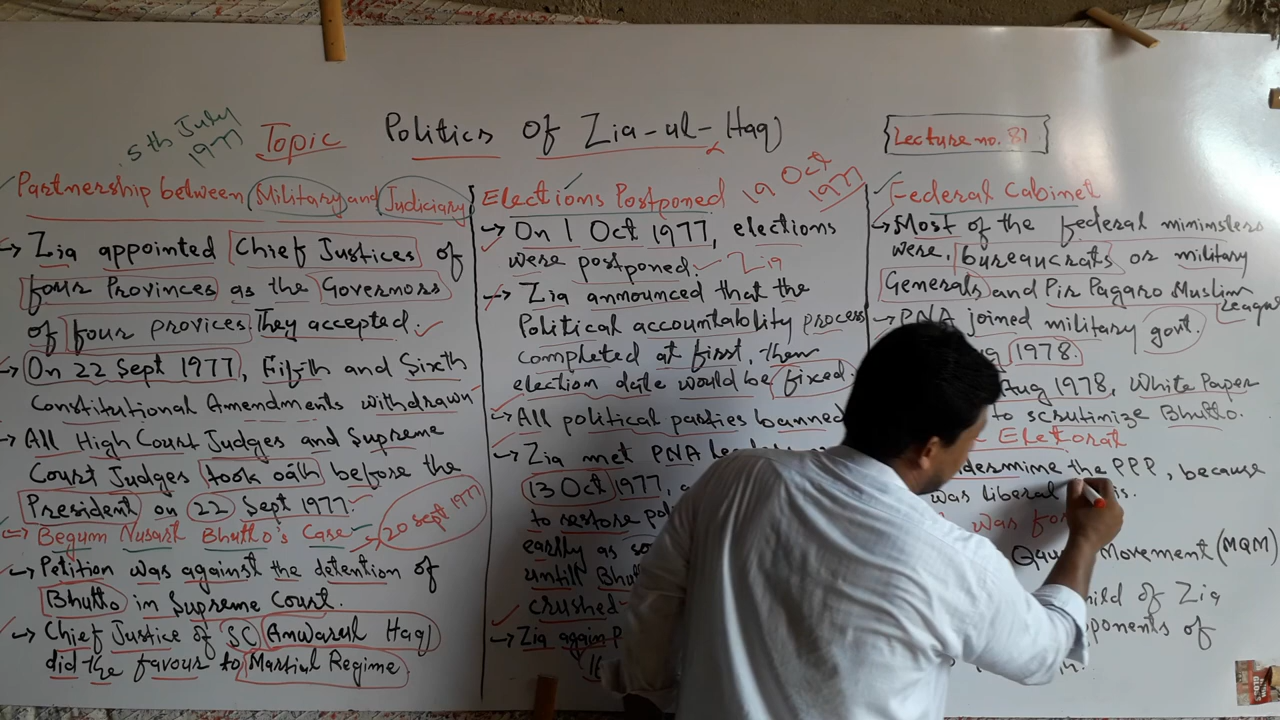 5th July
1977
Topic Politics of Zia-ul-Haq
Lecture no. 81
Partnership between Military and Judiciary
→ Zia appointed Chief Justices of
four Provinces as the Governors
of four provices. They accepted.
→ On 22 Sept 1977, Fifth and Sixth
Constitutional Amendments withdrawn
→ All High Court Judges and Supreme
Court Judges took oath before the
President on 22 Sept 1977.
→ Begum Nusart Bhutto's Case → 20 Sept 1977
→ Petition was against the detention of
Bhutto in Supreme Court.
→ Chief Justice of SC (Anwarul Haq)
did the favour to Martial Regime
Elections Postponed 19 Oct
1977
→ On 1 Oct 1977, elections
were postponed. Zia
→ Zia announced that the
Political accountability process
completed at first, then
election date would be fixed.
→ All political parties banned
→ Zia met PNA
13 Oct 1977,
to restore
earlly as
untill
crushed
→ Zia again
Federal Cabinet
→ Most of the federal miminsters
were, bureaucrats or military
Generals and Pir Pagaro Muslim
League
→ PNA joined military govt.
1978.
Aug 1978, White Paper
to scrutinize Bhutto.
Electoral
the PPP, because
was liberal
was
Movement (MQM)
of Zia
of